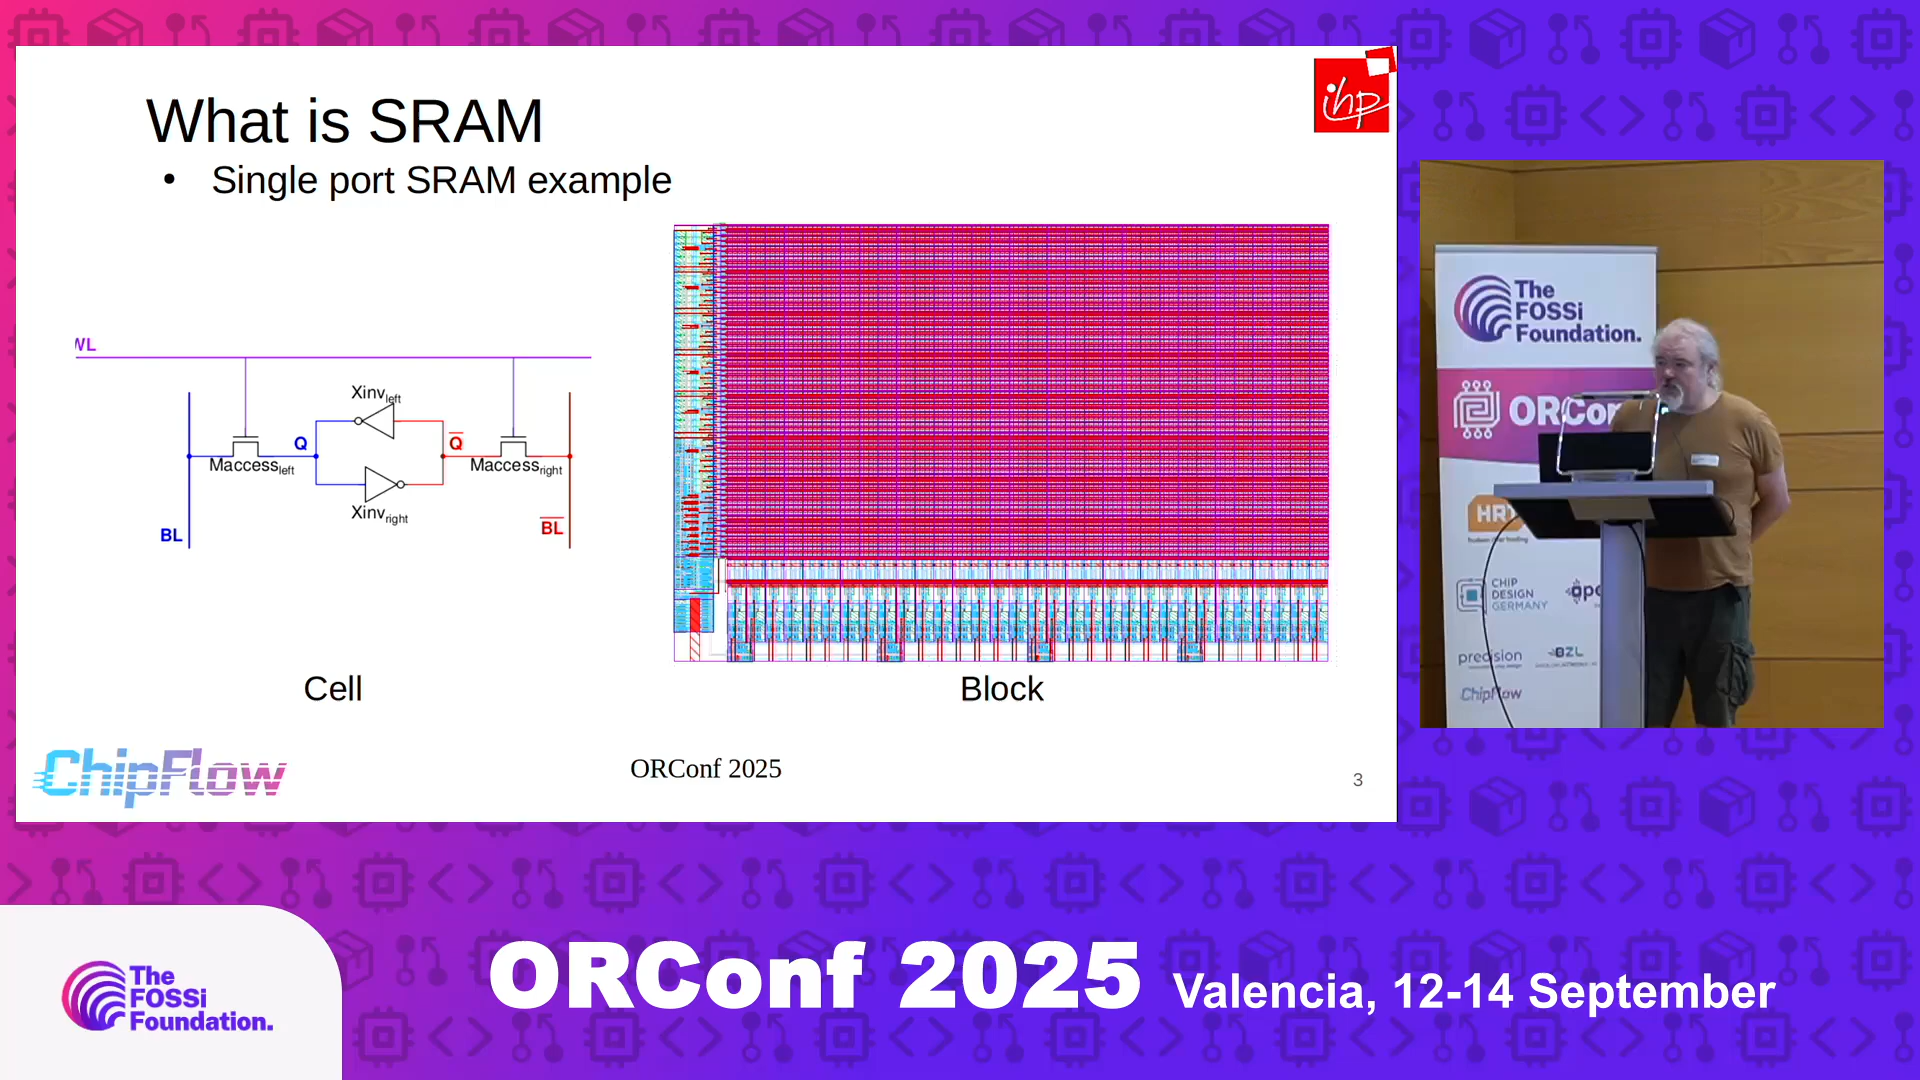 What is SRAM
• Single port SRAM example
ihp
WL
Xinvleft
Q
Q
Maccessleft
Maccessright
Xinvright
BL
BL
Cell
Block
ChipFlow
ORConf 2025
3
The
FOSSi
Foundation.
ORCon
HRT
CHIP
DESIGN
GERMANY
precision
BZL
ChipFlow
The
FOSSi
Foundation.
ORConf 2025 Valencia, 12-14 September